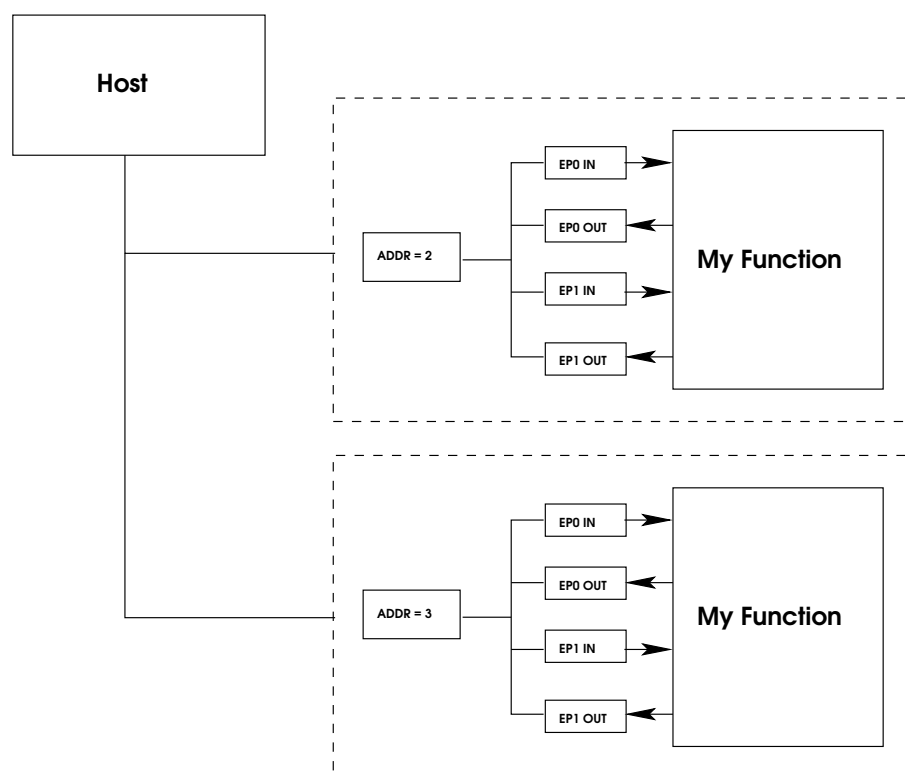 Host
EP0 IN
EP0 OUT
ADDR = 2
My Function
EP1 IN
EP1 OUT
EP0 IN
EP0 OUT
ADDR = 3
My Function
EP1 IN
EP1 OUT